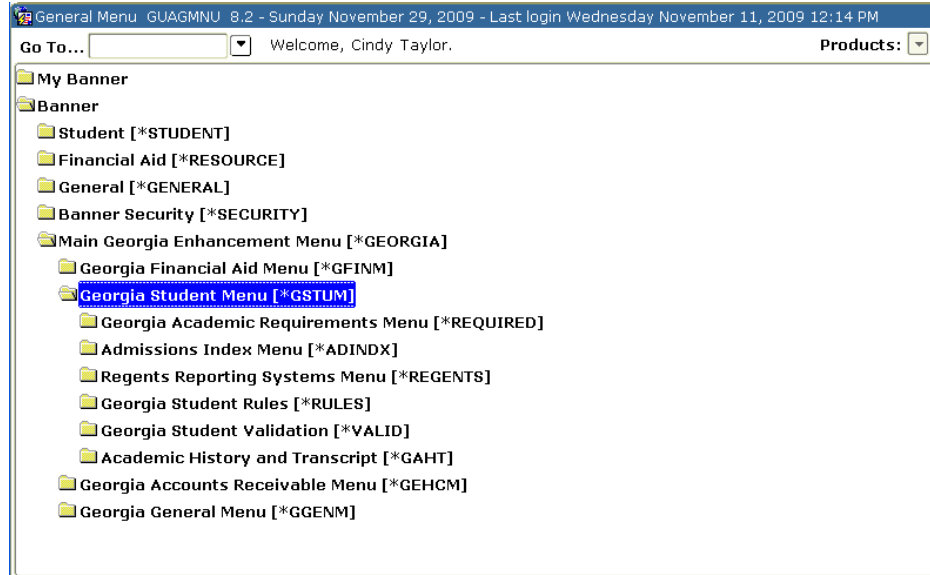 General Menu GUAGMNU 8.2 - Sunday November 29, 2009 - Last login Wednesday November 11, 2009 12:14 PM
Go To... Welcome, Cindy Taylor. Products:
My Banner
Banner
Student [*STUDENT]
Financial Aid [*RESOURCE]
General [*GENERAL]
Banner Security [*SECURITY]
Main Georgia Enhancement Menu [*GEORGIA]
Georgia Financial Aid Menu [*GFINM]
Georgia Student Menu [*GSTUM]
Georgia Academic Requirements Menu [*REQUIRED]
Admissions Index Menu [*ADINDX]
Regents Reporting Systems Menu [*REGENTS]
Georgia Student Rules [*RULES]
Georgia Student Validation [*VALID]
Academic History and Transcript [*GAHT]
Georgia Accounts Receivable Menu [*GEHCM]
Georgia General Menu [*GGENM]